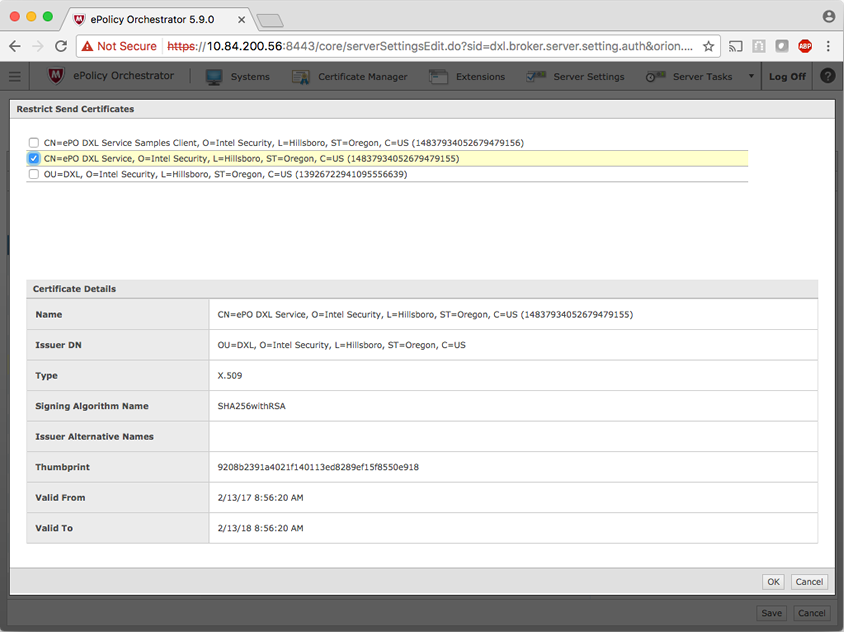 ePolicy Orchestrator 5.9.0
Not Secure https://10.84.200.56:8443/core/serverSettingsEdit.do?sid=dxl.broker.server.setting.auth&orion.... ABP
ePolicy Orchestrator Systems Certificate Manager Extensions Server Settings Server Tasks Log Off ?
Restrict Send Certificates
CN=ePO DXL Service Samples Client, O=Intel Security, L=Hillsboro, ST=Oregon, C=US (14837934052679479156)
CN=ePO DXL Service, O=Intel Security, L=Hillsboro, ST=Oregon, C=US (14837934052679479155)
OU=DXL, O=Intel Security, L=Hillsboro, ST=Oregon, C=US (13926722941095556639)
Certificate Details
Name CN=ePO DXL Service, O=Intel Security, L=Hillsboro, ST=Oregon, C=US (14837934052679479155)
Issuer DN OU=DXL, O=Intel Security, L=Hillsboro, ST=Oregon, C=US
Type X.509
Signing Algorithm Name SHA256withRSA
Issuer Alternative Names
Thumbprint 9208b2391a4021f140113ed8289ef15f8550e918
Valid From 2/13/17 8:56:20 AM
Valid To 2/13/18 8:56:20 AM
OK Cancel
Save Cancel